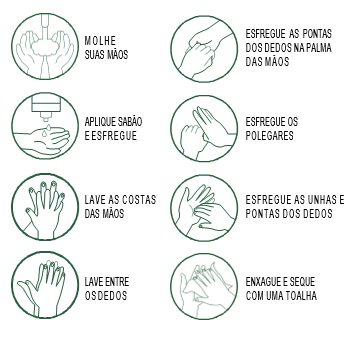 MOLHE
SUAS MÃOS
APLIQUE SABÃO
E ESFREGUE
LAVE AS COSTAS
DAS MÃOS
LAVE ENTRE
OS DEDOS
ESFREGUE AS PONTAS
DOS DEDOS NA PALMA
DAS MÃOS
ESFREGUE OS
POLEGARES
ESFREGUE AS UNHAS E
PONTAS DOS DEDOS
ENXAGUE E SEQUE
COM UMA TOALHA